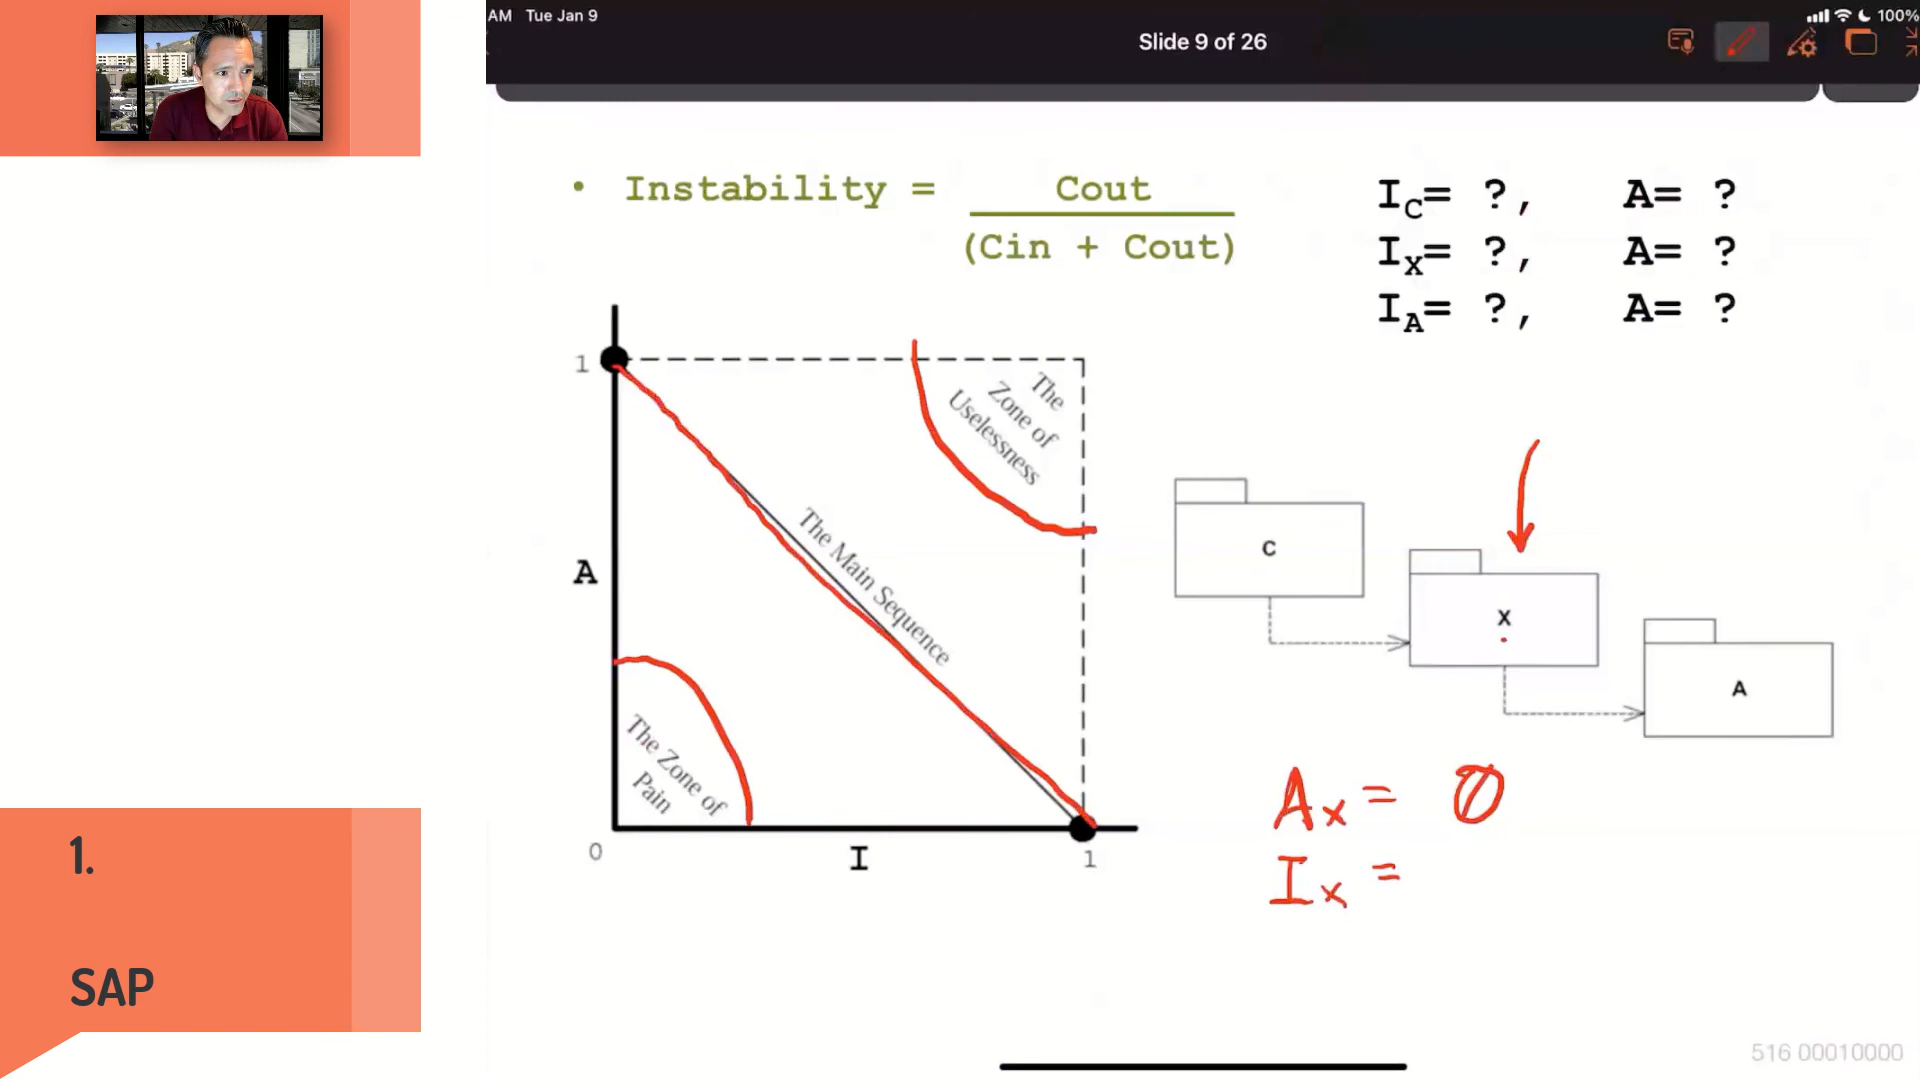 AM Tue Jan 9
100%
Slide 9 of 26
• Instability = Cout
(Cin + Cout)
IC= ?, A= ?
IX= ?, A= ?
IA= ?, A= ?
1
The
Zone of
Uselessness
The Main Sequence
A
The Zone of
Pain
0
I
1
C
X
A
Ax = 0
Ix =
1.
SAP
516 00010000